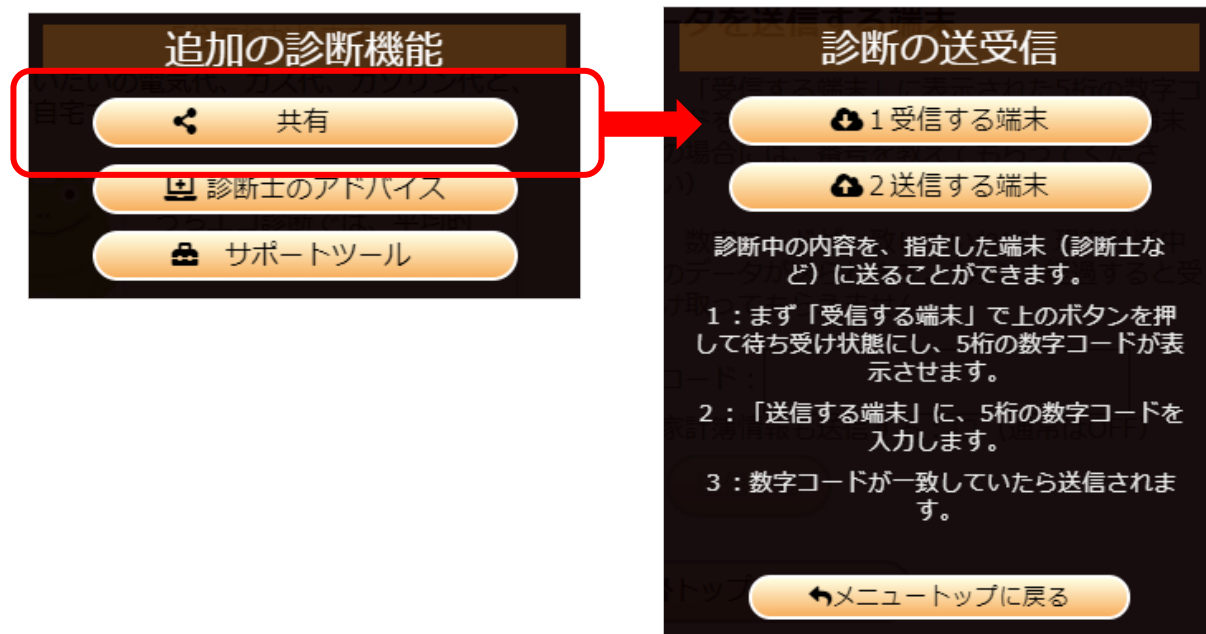 追加の診断機能
共有
診断士のアドバイス
サポートツール
診断の送受信
1受信する端末
2送信する端末
診断中の内容を、指定した端末（診断士な
ど）に送ることができます。
1：まず「受信する端末」で上のボタンを押
して待ち受け状態にし、5桁の数字コードが表
示させます。
2：「送信する端末」に、5桁の数字コードを
入力します。
3：数字コードが一致していたら送信されま
す。
メニュートップに戻る